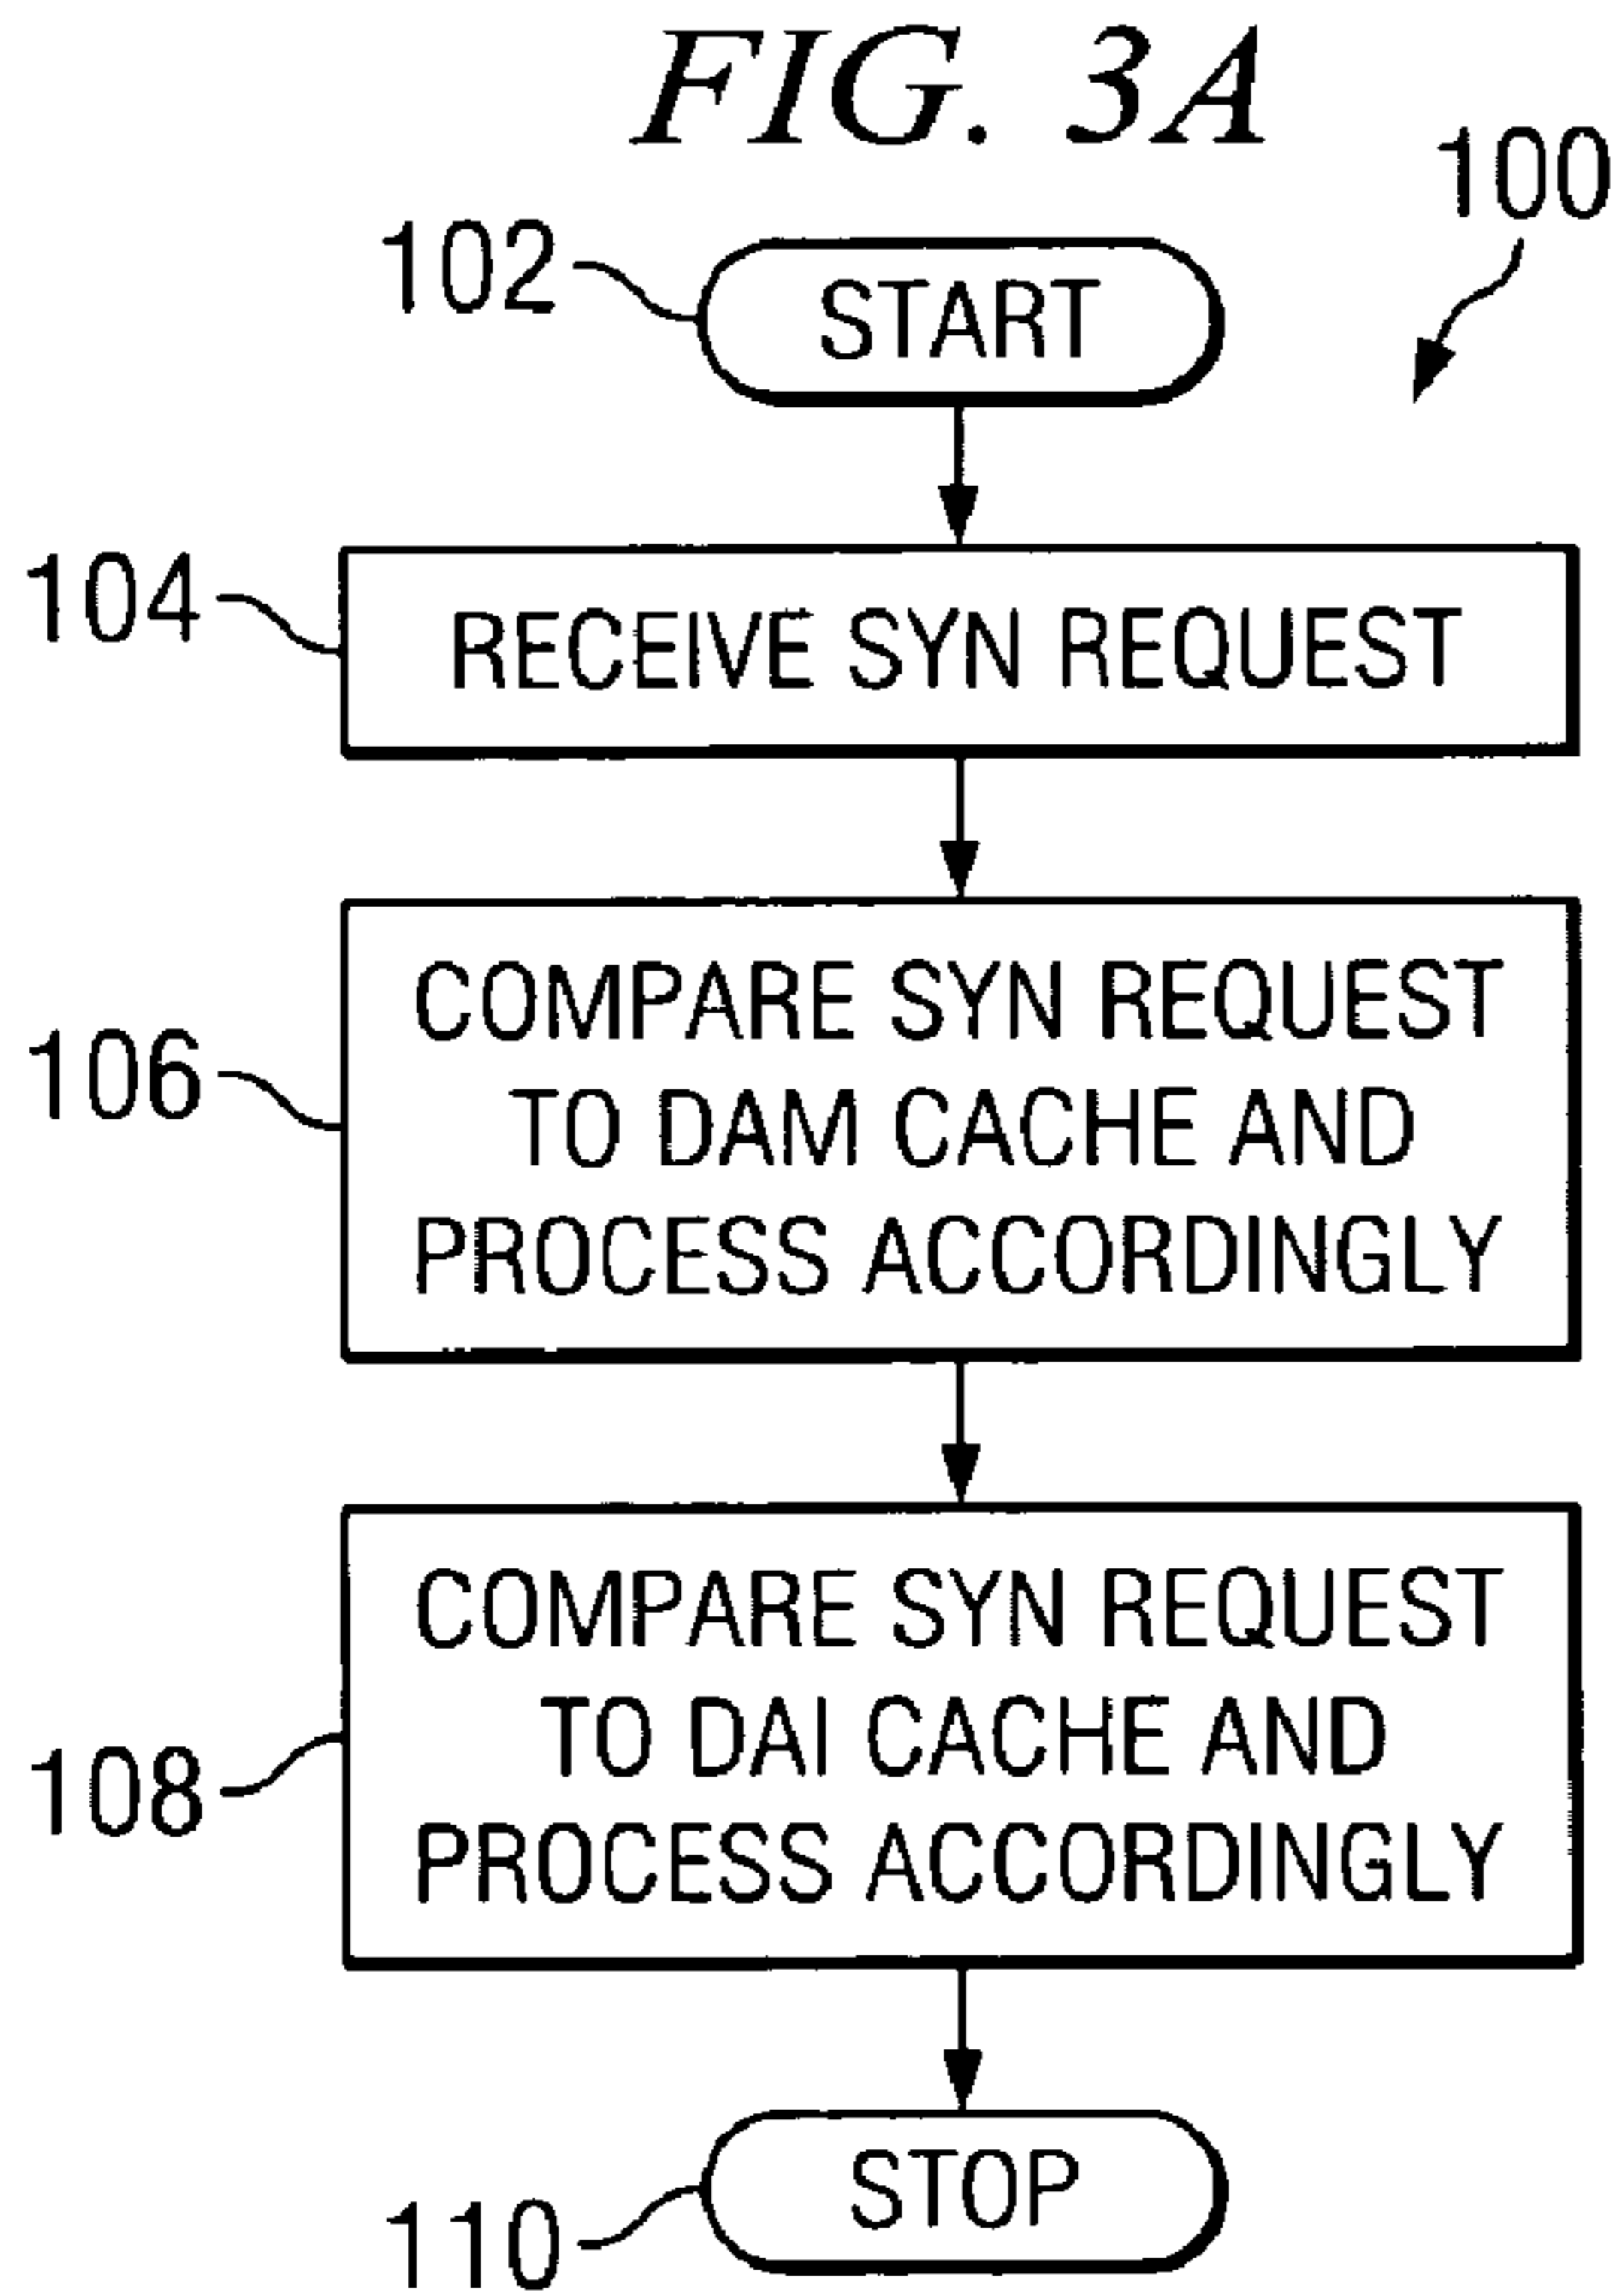 FIG. 3A
100
102
START
104
RECEIVE SYN REQUEST
106
COMPARE SYN REQUEST
TO DAM CACHE AND
PROCESS ACCORDINGLY
108
COMPARE SYN REQUEST
TO DAI CACHE AND
PROCESS ACCORDINGLY
110
STOP